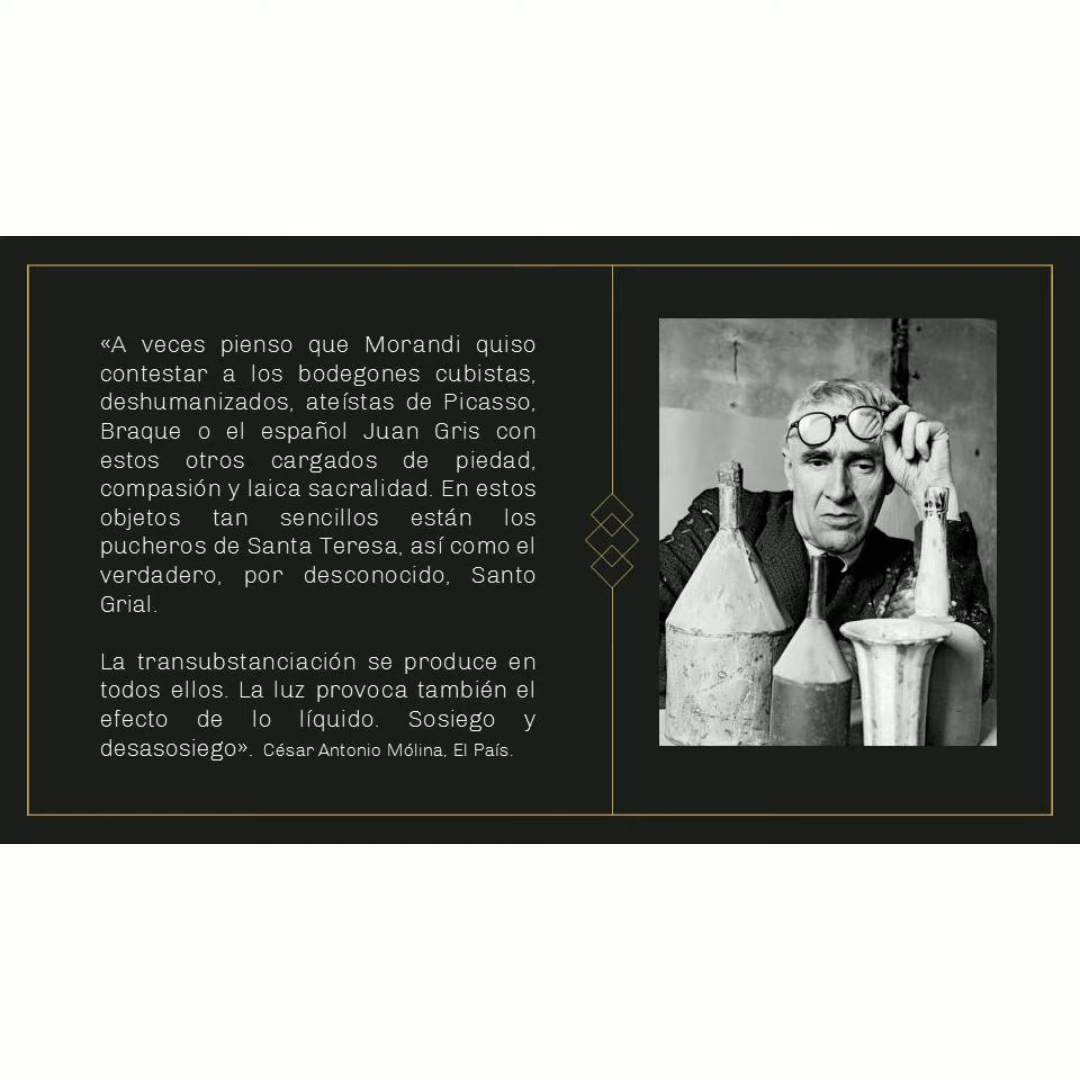 «A veces pienso que Morandi quiso
contestar a los bodegones cubistas,
deshumanizados, ateístas de Picasso,
Braque o el español Juan Gris con
estos otros cargados de piedad,
compasión y laica sacralidad. En estos
objetos tan sencillos están los
pucheros de Santa Teresa, así como el
verdadero, por desconocido, Santo
Grial.
La transubstanciación se produce en
todos ellos. La luz provoca también el
efecto de lo líquido. Sosiego y
desasosiego». César Antonio Mólina, El País.